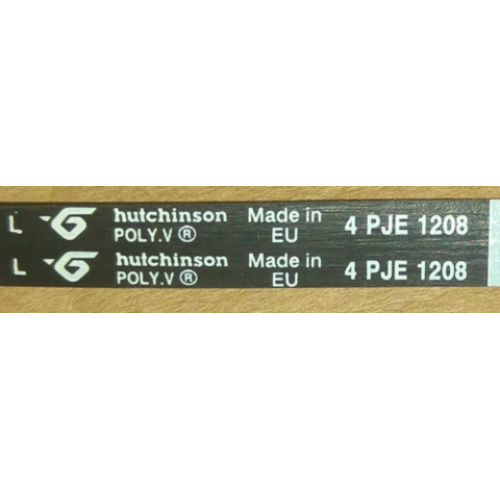 L hutchinson Made in 4 PJE 1208
POLY.V ® EU
L hutchinson Made in 4 PJE 1208
POLY.V ® EU